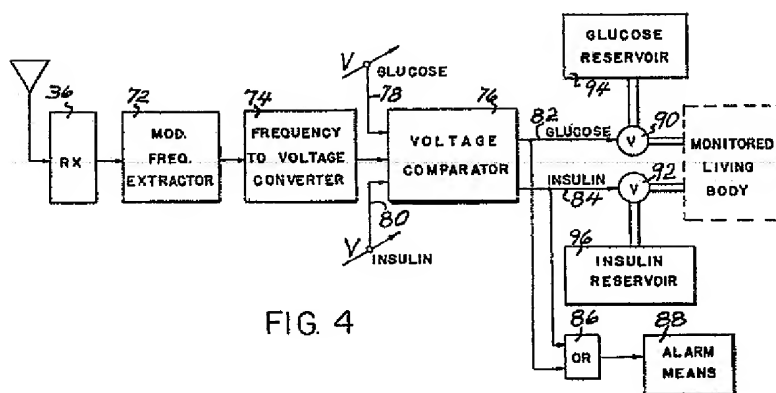 GLUCOSE
RESERVOIR
94
V
GLUCOSE
78
36
RX
72
MOD.
FREQ.
EXTRACTOR
74
FREQUENCY
TO VOLTAGE
CONVERTER
76
VOLTAGE
COMPARATOR
82
GLUCOSE
V
90
MONITORED
LIVING
BODY
INSULIN
84
V
92
80
V
INSULIN
96
INSULIN
RESERVOIR
86
OR
88
ALARM
MEANS
FIG. 4